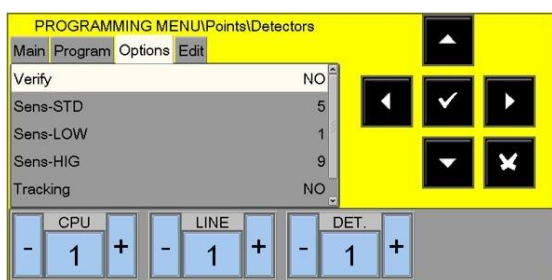 PROGRAMMING MENU\Points\Detectors
Main Program Options Edit
Verify NO
Sens-STD 5
Sens-LOW 1
Sens-HIG 9
Tracking NO
CPU LINE DET.
- 1 + - 1 + - 1 +